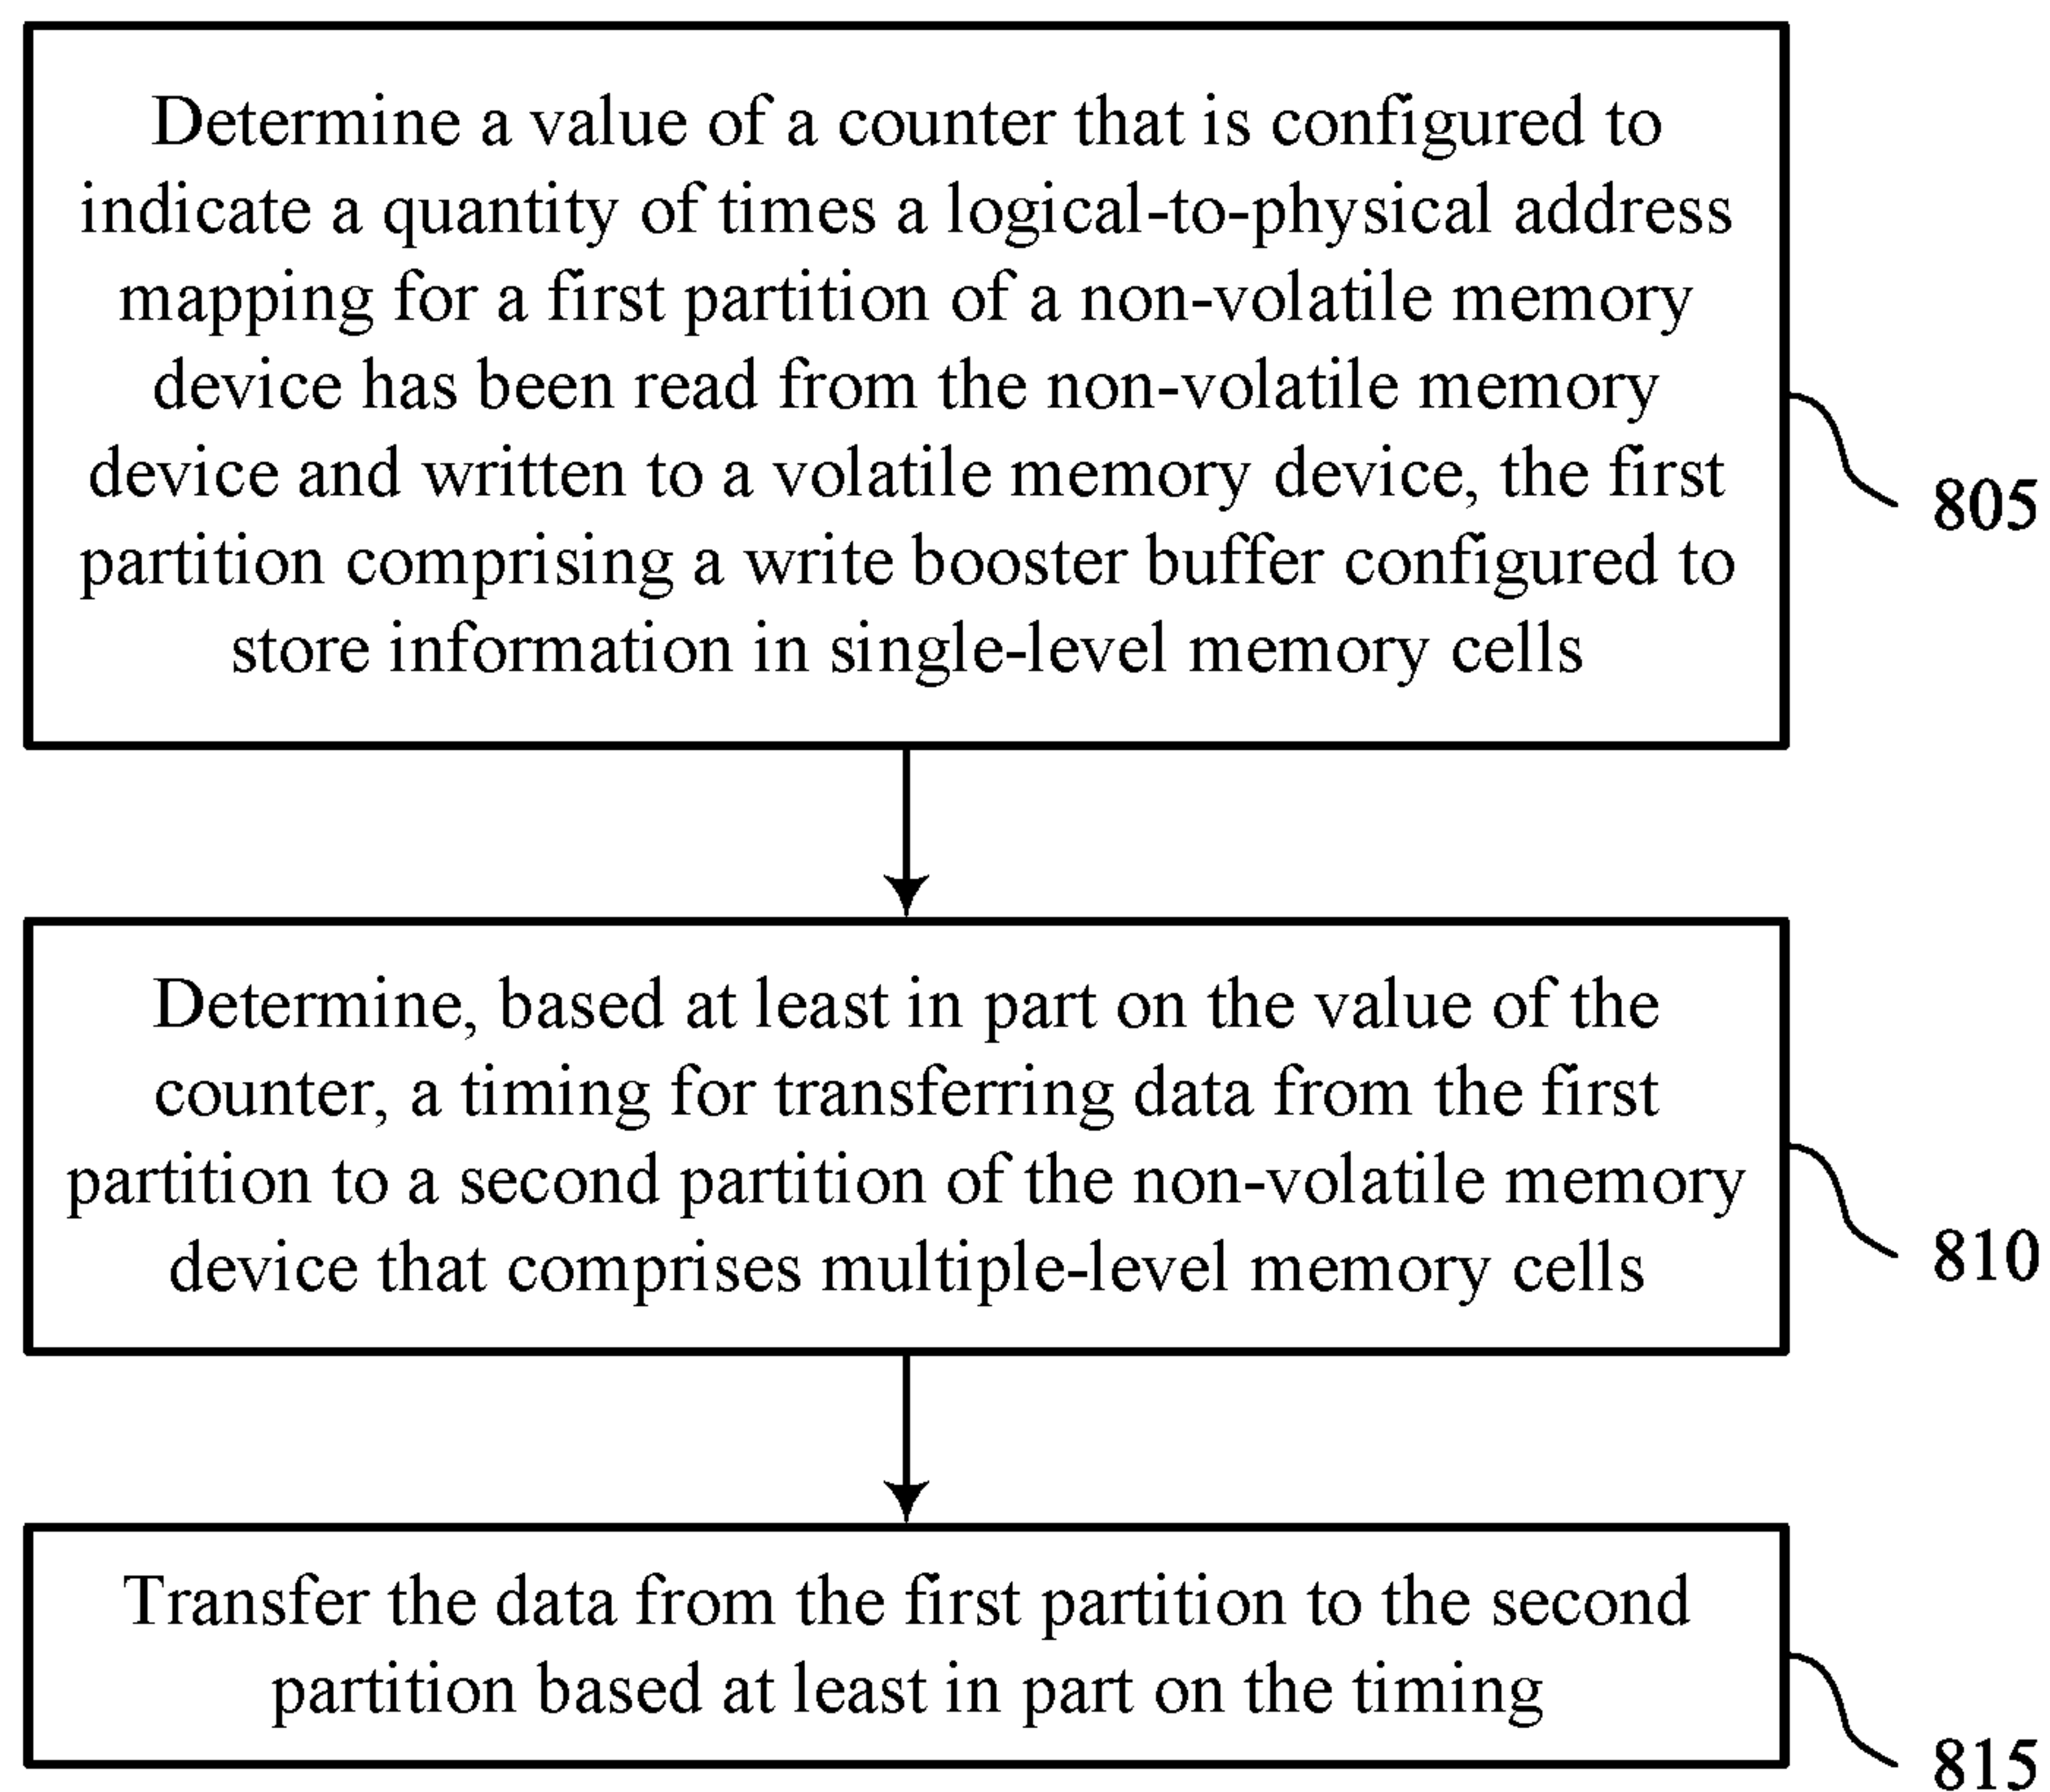 Determine a value of a counter that is configured to
indicate a quantity of times a logical-to-physical address
mapping for a first partition of a non-volatile memory
device has been read from the non-volatile memory
device and written to a volatile memory device, the first
partition comprising a write booster buffer configured to
store information in single-level memory cells
805
Determine, based at least in part on the value of the
counter, a timing for transferring data from the first
partition to a second partition of the non-volatile memory
device that comprises multiple-level memory cells
810
Transfer the data from the first partition to the second
partition based at least in part on the timing
815